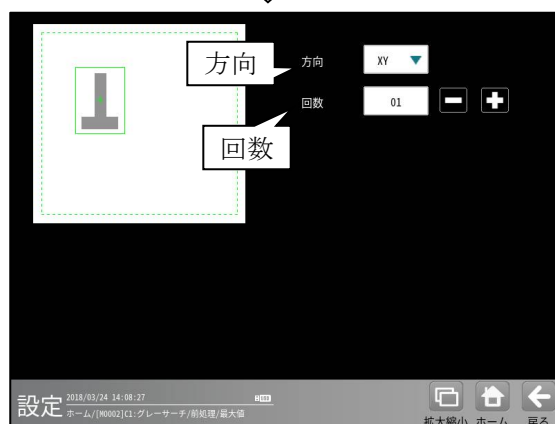 方向
方向
XY
回数
01
回数
設定
2018/03/24 14:08:27
ホーム/[M0002]C1:グレーサーチ/前処理/最大値
拡大縮小
ホーム
戻る